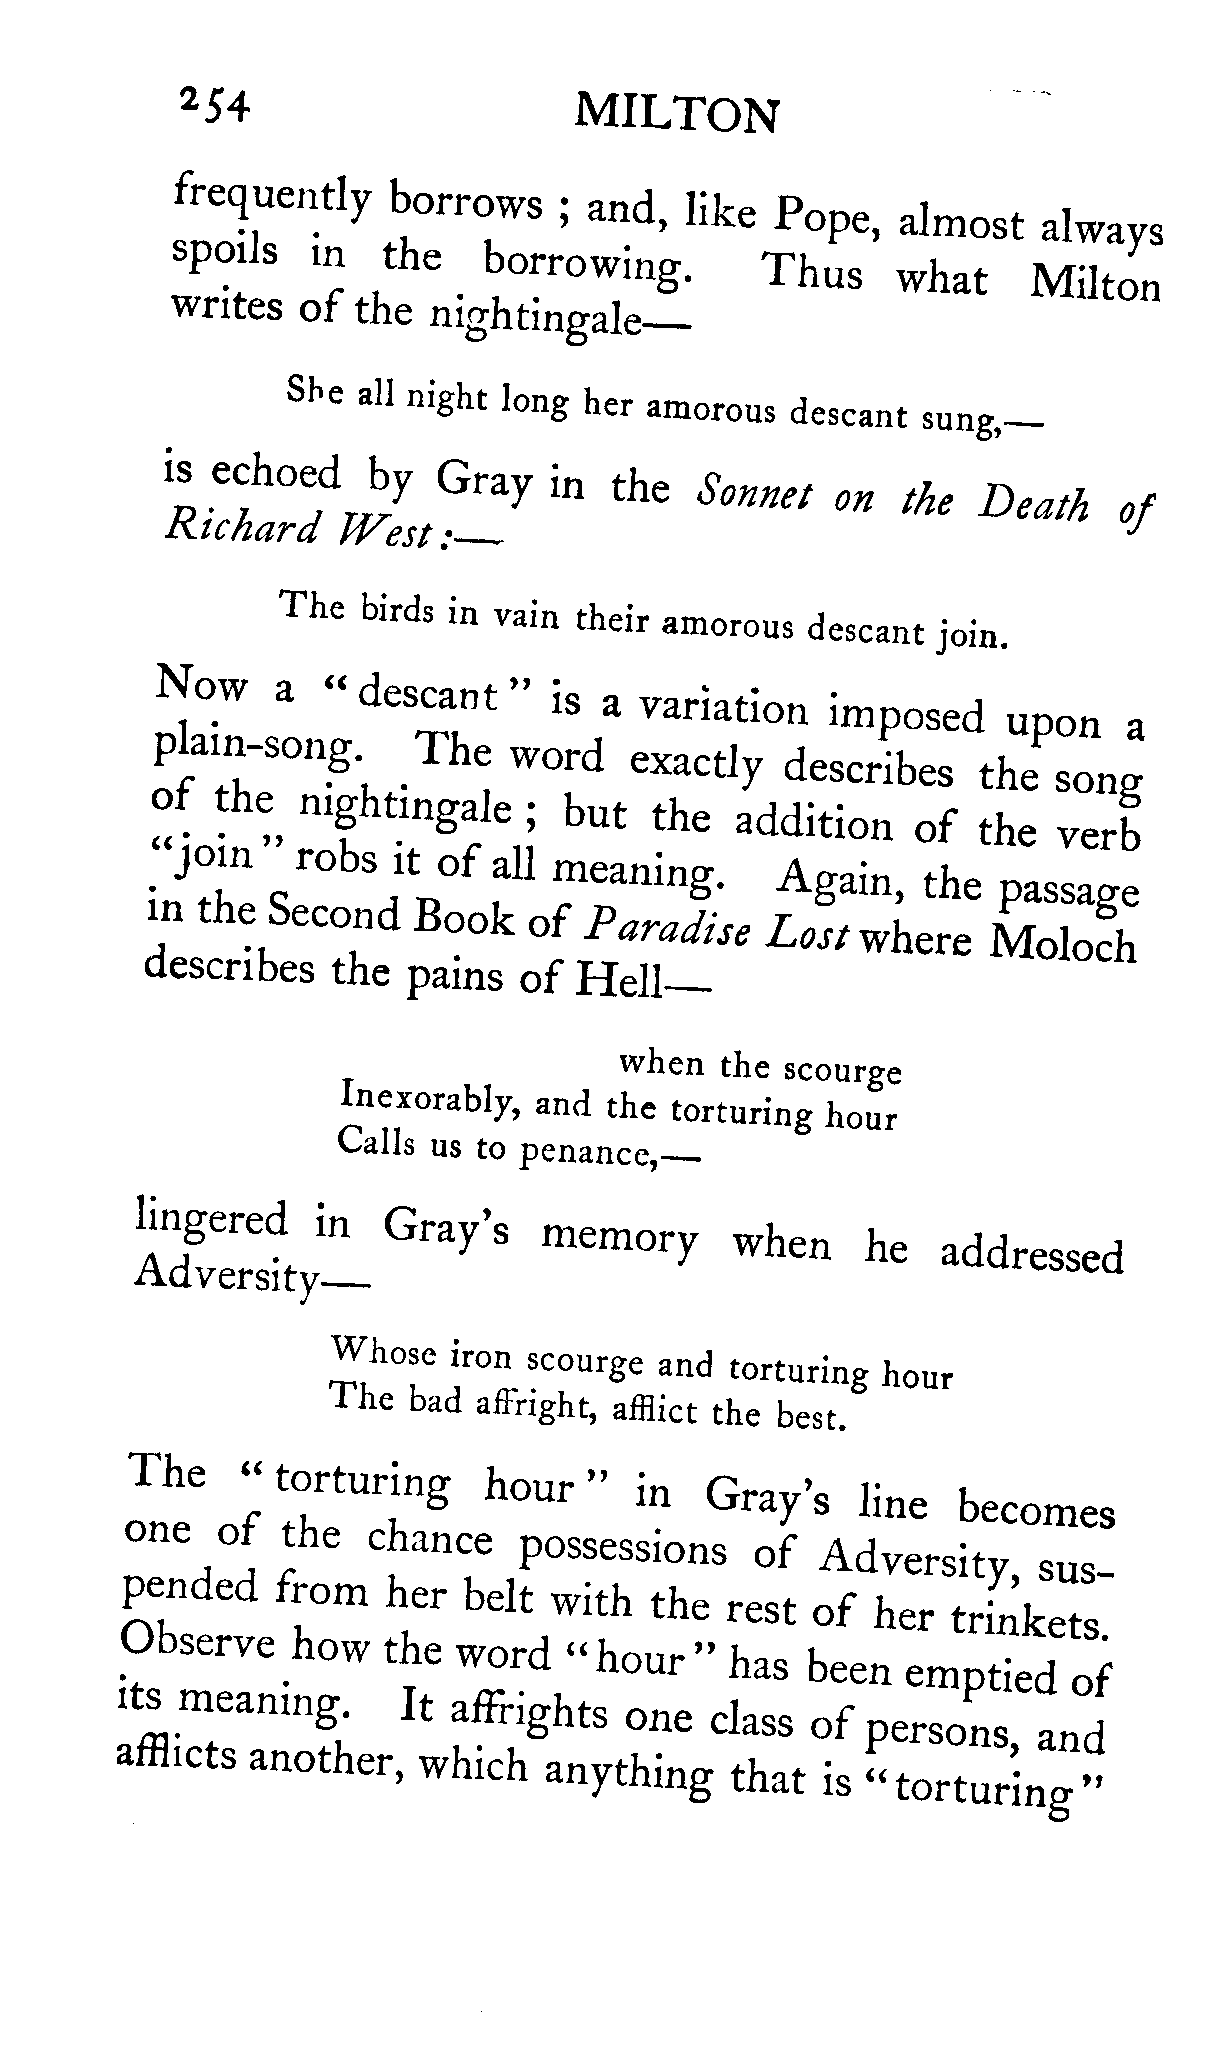 254 MILTON
frequently borrows ; and, like Pope, almost always
spoils in the borrowing. Thus what Milton
writes of the nightingale—
She all night long her amorous descant sung,—
is echoed by Gray in the Sonnet on the Death of
Richard West :—
The birds in vain their amorous descant join.
Now a “ descant ” is a variation imposed upon a
plain-song. The word exactly describes the song
of the nightingale ; but the addition of the verb
“join ” robs it of all meaning. Again, the passage
in the Second Book of Paradise Lost where Moloch
describes the pains of Hell—
when the scourge
Inexorably, and the torturing hour
Calls us to penance,—
lingered in Gray’s memory when he addressed
Adversity—
Whose iron scourge and torturing hour
The bad affright, afflict the best.
The “ torturing hour ” in Gray’s line becomes
one of the chance possessions of Adversity, sus-
pended from her belt with the rest of her trinkets.
Observe how the word “hour” has been emptied of
its meaning. It affrights one class of persons, and
afflicts another, which anything that is “torturing”